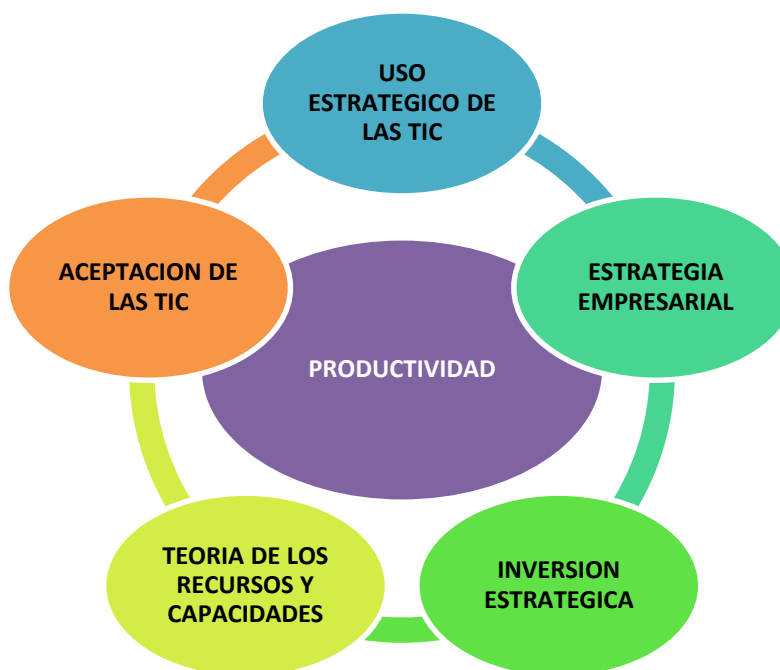 USO
ESTRATEGICO DE
LAS TIC
ACEPTACION DE
LAS TIC
ESTRATEGIA
EMPRESARIAL
PRODUCTIVIDAD
TEORIA DE LOS
RECURSOS Y
CAPACIDADES
INVERSION
ESTRATEGICA